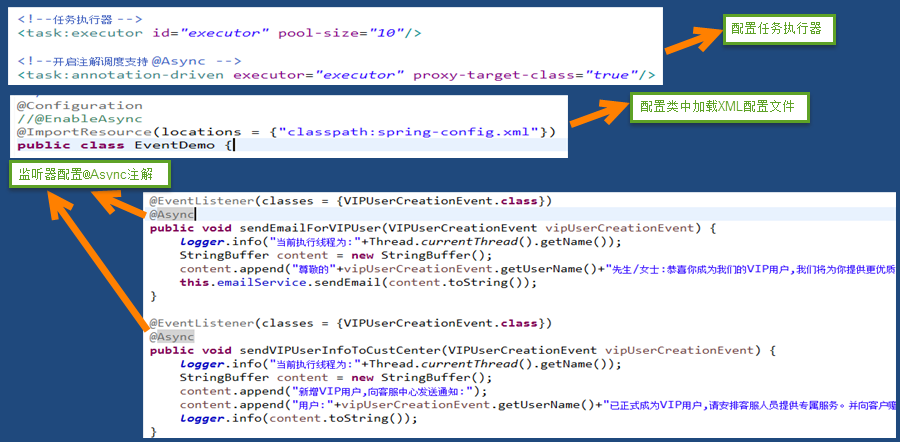 <!--任务执行器 -->
<task:executor id="executor" pool-size="10"/>
配置任务执行器
<!--开启注解调度支持 @Async -->
<task:annotation-driven executor="executor" proxy-target-class="true"/>
@Configuration
//@EnableAsync
@ImportResource(locations = {"classpath:spring-config.xml"})
public class EventDemo {
配置类中加载XML配置文件
监听器配置@Async注解
@EventListener(classes = {VIPUserCreationEvent.class})
@Async
public void sendEmailForVIPUser(VIPUserCreationEvent vipUserCreationEvent) {
Logger.info("当前执行线程为："+Thread.currentThread().getName());
StringBuffer content = new StringBuffer();
content.append("尊敬的"+vipUserCreationEvent.getUserName()+"先生/女士:恭喜你成为我们的VIP用户,我们将为你提供更优质
this.emailService.sendEmail(content.toString());
}
@EventListener(classes = {VIPUserCreationEvent.class})
@Async
public void sendVIPUserInfoToCustCenter(VIPUserCreationEvent vipUserCreationEvent) {
Logger.info("当前执行线程为："+Thread.currentThread().getName());
StringBuffer content = new StringBuffer();
content.append("新增VIP用户,向客服中心发送通知：");
content.append("用户："+vipUserCreationEvent.getUserName()+"已正式成为VIP用户,请安排客服人员提供专属服务。并向客户赠
Logger.info(content.toString());
}